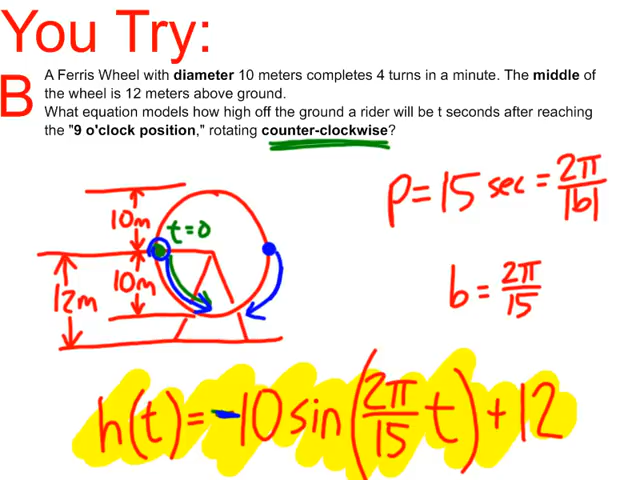 You Try:
B
A Ferris Wheel with diameter 10 meters completes 4 turns in a minute. The middle of
the wheel is 12 meters above ground.
What equation models how high off the ground a rider will be t seconds after reaching
the "9 o'clock position," rotating counter-clockwise?
P=15 sec = 2π/|b|
10m
t=0
10m
12m
b = 2π/15
h(t)= -10 sin(2π/15 t)+12